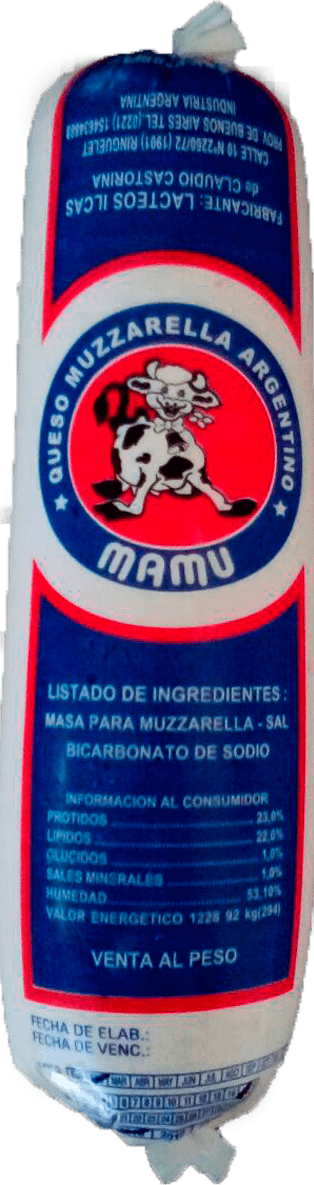 FABRICANTE: LACTEOS ILCAS
de CLAUDIO CASTORINA
CALLE 10 Nº2260/72 (1901) RINGUELET
PROV. DE BUENOS AIRES TEL. (0221) 154634683
INDUSTRIA ARGENTINA
★ QUESO MUZZARELLA ARGENTINO ★
MAMU
LISTADO DE INGREDIENTES:
MASA PARA MUZZARELLA - SAL
BICARBONATO DE SODIO
INFORMACION AL CONSUMIDOR
PROTIDOS 23,0%
LIPIDOS 22,0%
GLUCIDOS 1,0%
SALES MINERALES 1,0%
HUMEDAD 53,10%
VALOR ENERGETICO 1228 92 kg(294)
VENTA AL PESO
FECHA DE ELAB.:
FECHA DE VENC.:
MAR ABR MAY JUN JUL AGO SEP